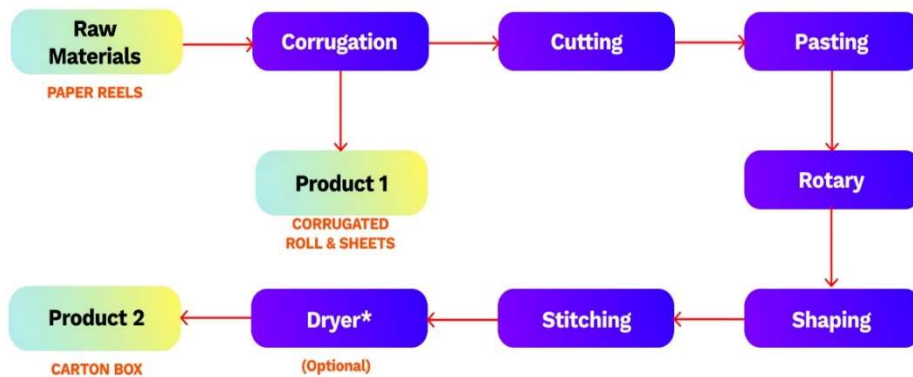 Raw
Materials
Corrugation
Cutting
Pasting
PAPER REELS
Product 1
Rotary
CORRUGATED
ROLL & SHEETS
Product 2
Dryer*
Stitching
Shaping
CARTON BOX
(Optional)